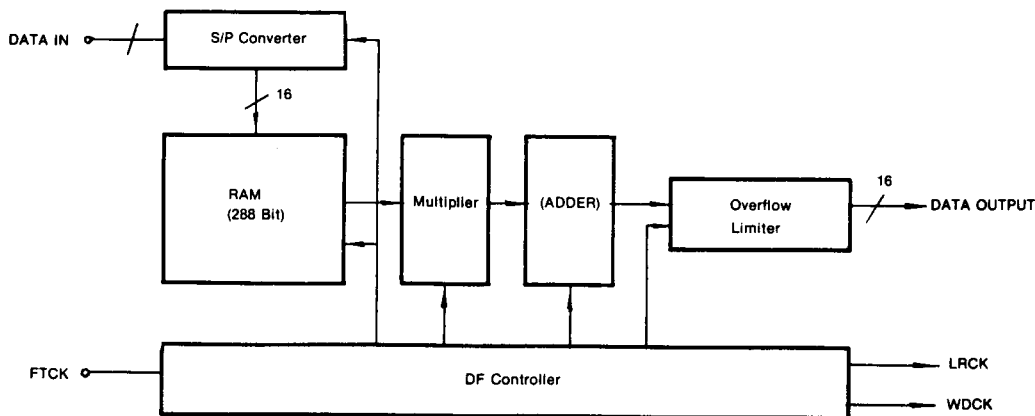 DATA IN
S/P Converter
16
RAM
(288 Bit)
Multiplier
(ADDER)
Overflow
Limiter
16
DATA OUTPUT
FTCK
DF Controller
LRCK
WDCK